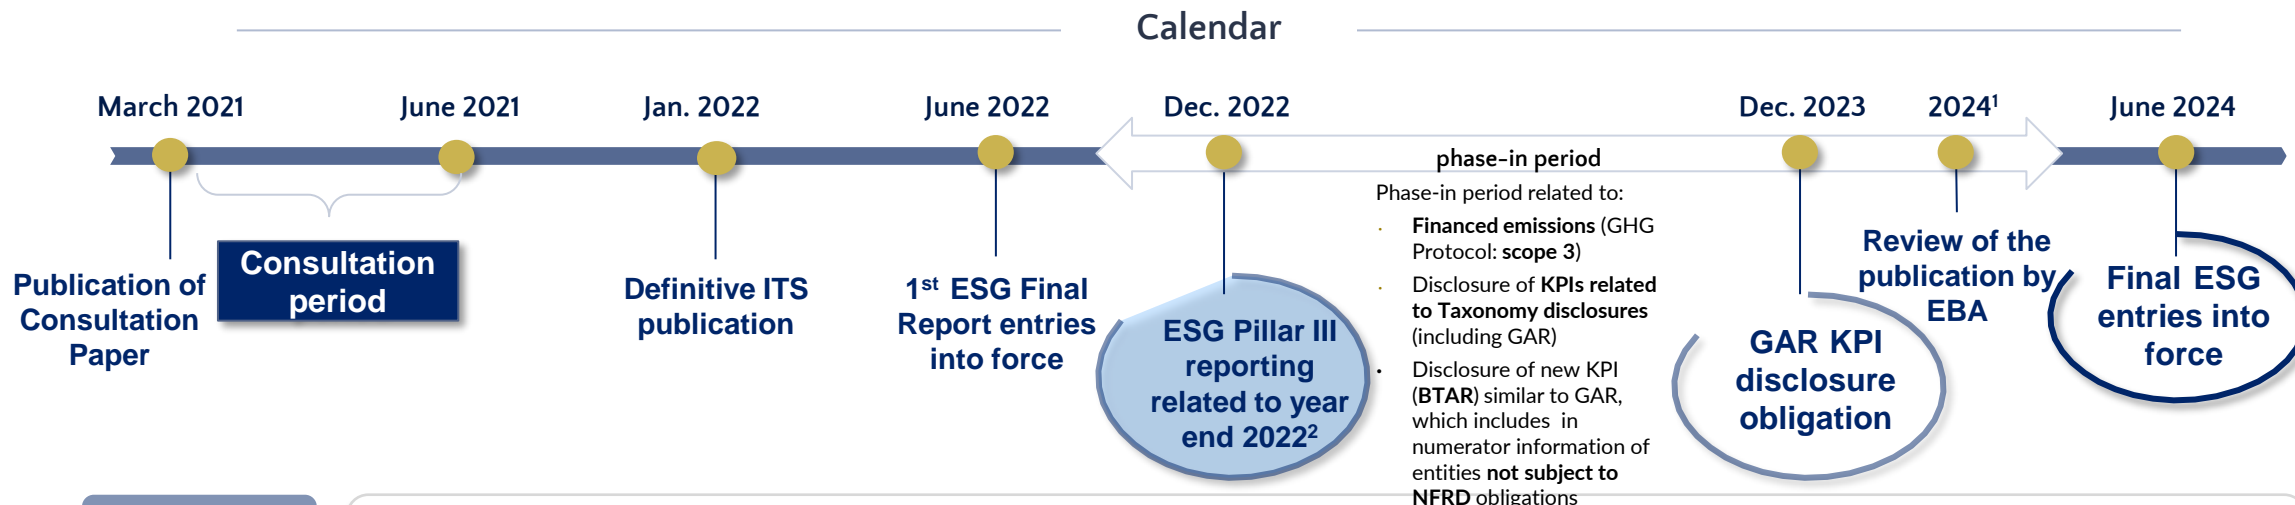 Calendar
March 2021
June 2021
Jan. 2022
June 2022
Dec. 2022
Dec. 2023
2024¹
June 2024
phase-in period
Publication of
Consultation
Paper
Consultation
period
Definitive ITS
publication
1st ESG Final
Report entries
into force
ESG Pillar III
reporting
related to year
end 2022²
Phase-in period related to:
· Financed emissions (GHG
Protocol: scope 3)
· Disclosure of KPIs related
to Taxonomy disclosures
(including GAR)
· Disclosure of new KPI
(BTAR) similar to GAR,
which includes in
numerator information of
entities not subject to
NFRD obligations
GAR KPI
disclosure
obligation
Review of the
publication by
EBA
Final ESG
entries into
force